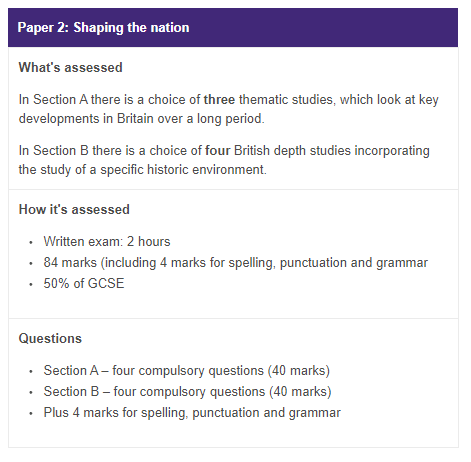 Paper 2: Shaping the nation
What's assessed
In Section A there is a choice of three thematic studies, which look at key
developments in Britain over a long period.
In Section B there is a choice of four British depth studies incorporating
the study of a specific historic environment.
How it's assessed
• Written exam: 2 hours
• 84 marks (including 4 marks for spelling, punctuation and grammar
• 50% of GCSE
Questions
• Section A – four compulsory questions (40 marks)
• Section B – four compulsory questions (40 marks)
• Plus 4 marks for spelling, punctuation and grammar